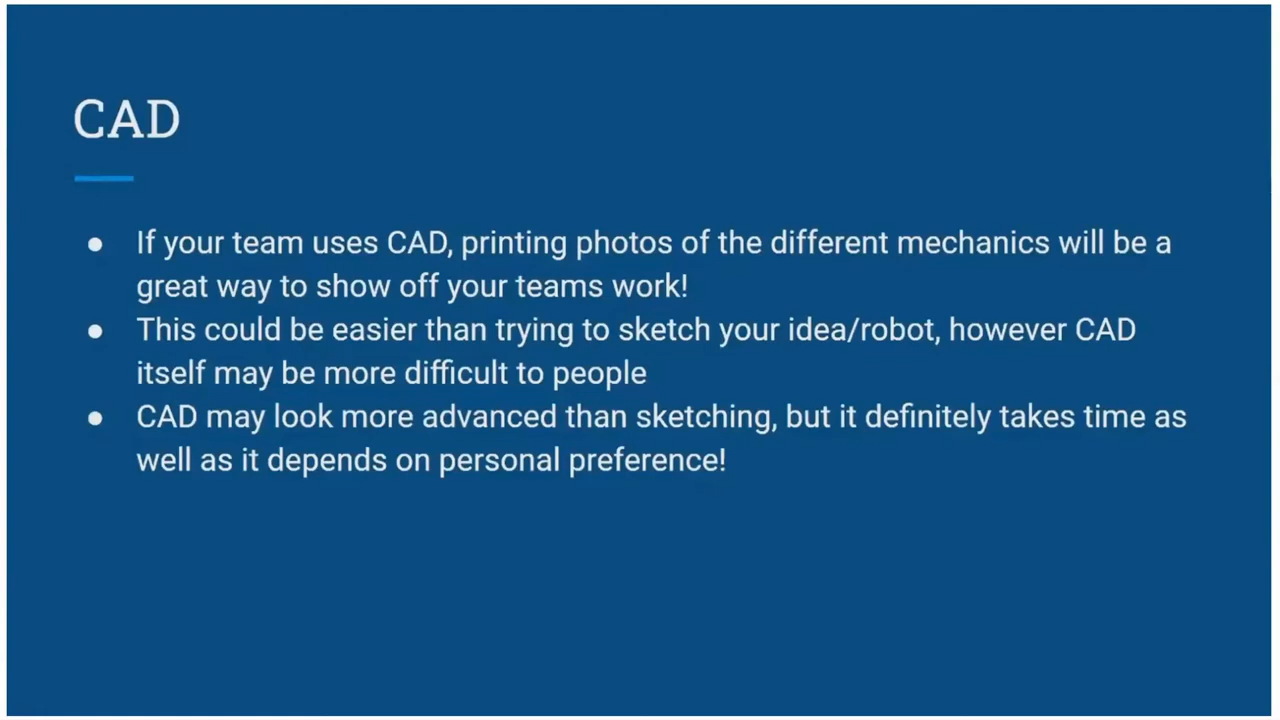 CAD
● If your team uses CAD, printing photos of the different mechanics will be a
great way to show off your teams work!
● This could be easier than trying to sketch your idea/robot, however CAD
itself may be more difficult to people
● CAD may look more advanced than sketching, but it definitely takes time as
well as it depends on personal preference!